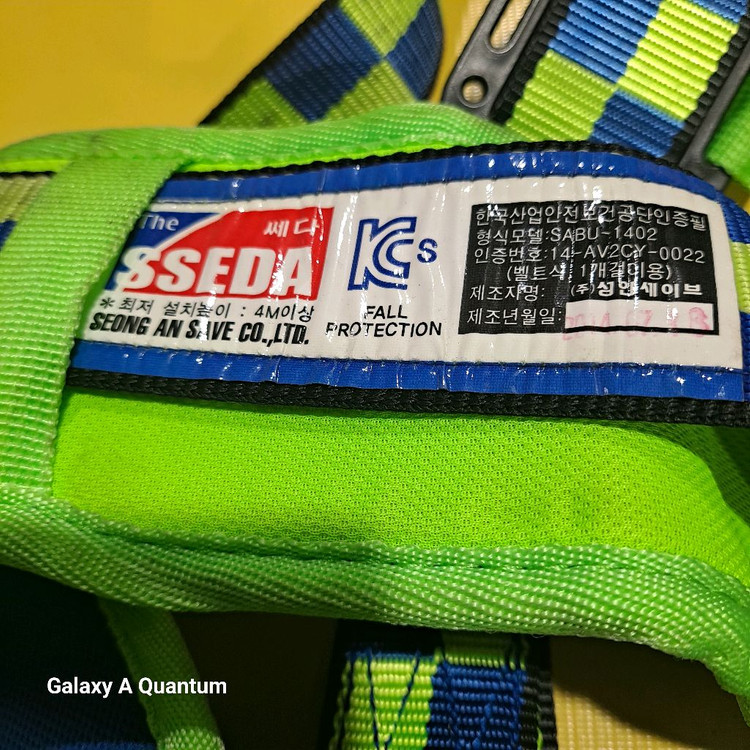 The 쎄다
SSEDA
※최저 설치높이 : 4M이상
SEONG AN SAVE CO.,LTD.
KCs
FALL
PROTECTION
한국산업안전보건공단인증필
형식모델:SABU-1402
인증번호:14-AV2CY-0022
(벨트식, 1개걸이용)
제조자명: (주)성안세이브
제조년월일:
Galaxy A Quantum